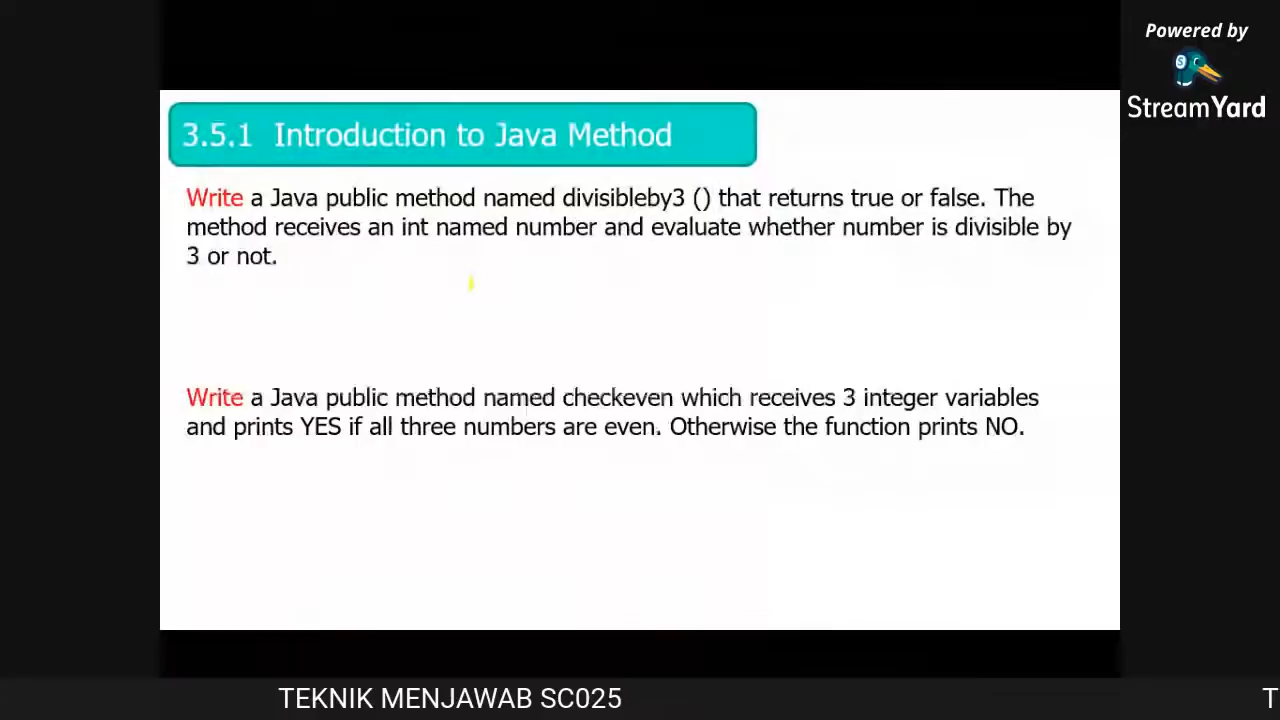 Powered by
StreamYard
3.5.1 Introduction to Java Method
Write a Java public method named divisibleby3 () that returns true or false. The
method receives an int named number and evaluate whether number is divisible by
3 or not.
Write a Java public method named checkeven which receives 3 integer variables
and prints YES if all three numbers are even. Otherwise the function prints NO.
TEKNIK MENJAWAB SC025
T